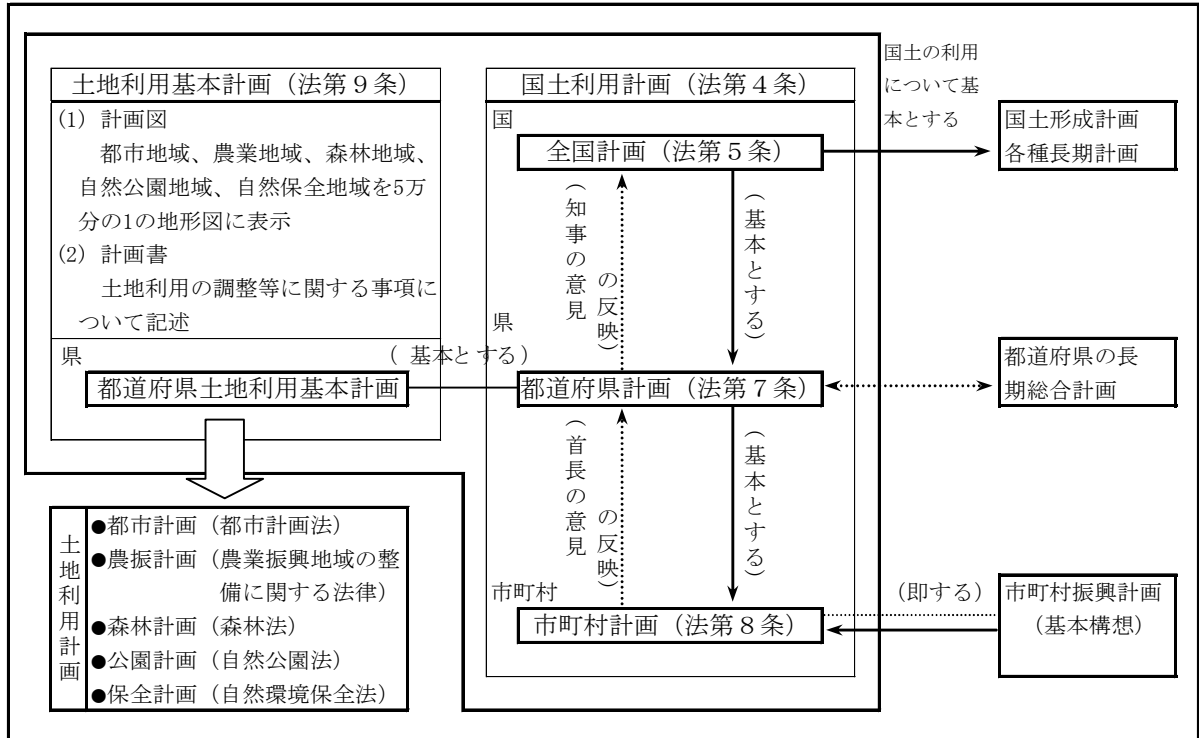 土地利用基本計画（法第９条）
(1) 計画図
都市地域、農業地域、森林地域、
自然公園地域、自然保全地域を5万
分の1の地形図に表示
(2) 計画書
土地利用の調整等に関する事項に
ついて記述
県
都道府県土地利用基本計画
（ 基本とする）
土地利用計画
●都市計画（都市計画法）
●農振計画（農業振興地域の整
備に関する法律）
●森林計画（森林法）
●公園計画（自然公園法）
●保全計画（自然環境保全法）
国土利用計画（法第４条）
国
全国計画（法第５条）
（知事の意見
の反映）
（基本とする）
県
都道府県計画（法第７条）
（首長の意見
の反映）
（基本とする）
市町村
市町村計画（法第８条）
国土の利用
について基
本とする
国土形成計画
各種長期計画
都道府県の長
期総合計画
（即する）
市町村振興計画
（基本構想）